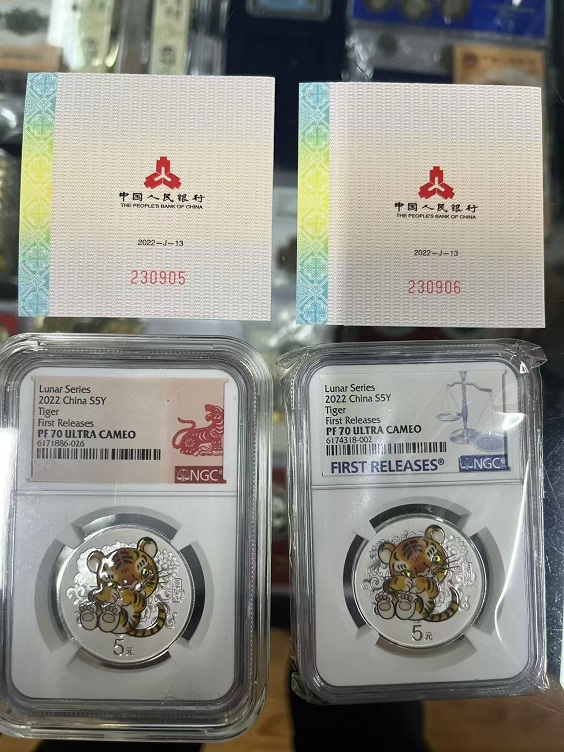 中国人民银行
THE PEOPLE'S BANK OF CHINA
2022-J-13
230905
中国人民银行
THE PEOPLE'S BANK OF CHINA
2022-J-13
230906
Lunar Series
2022 China S5Y
Tiger
First Releases
PF 70 ULTRA CAMEO
6171886-026
NGC
5元
Lunar Series
2022 China S5Y
Tiger
First Releases
PF 70 ULTRA CAMEO
6174318-002
FIRST RELEASES®
NGC
5元